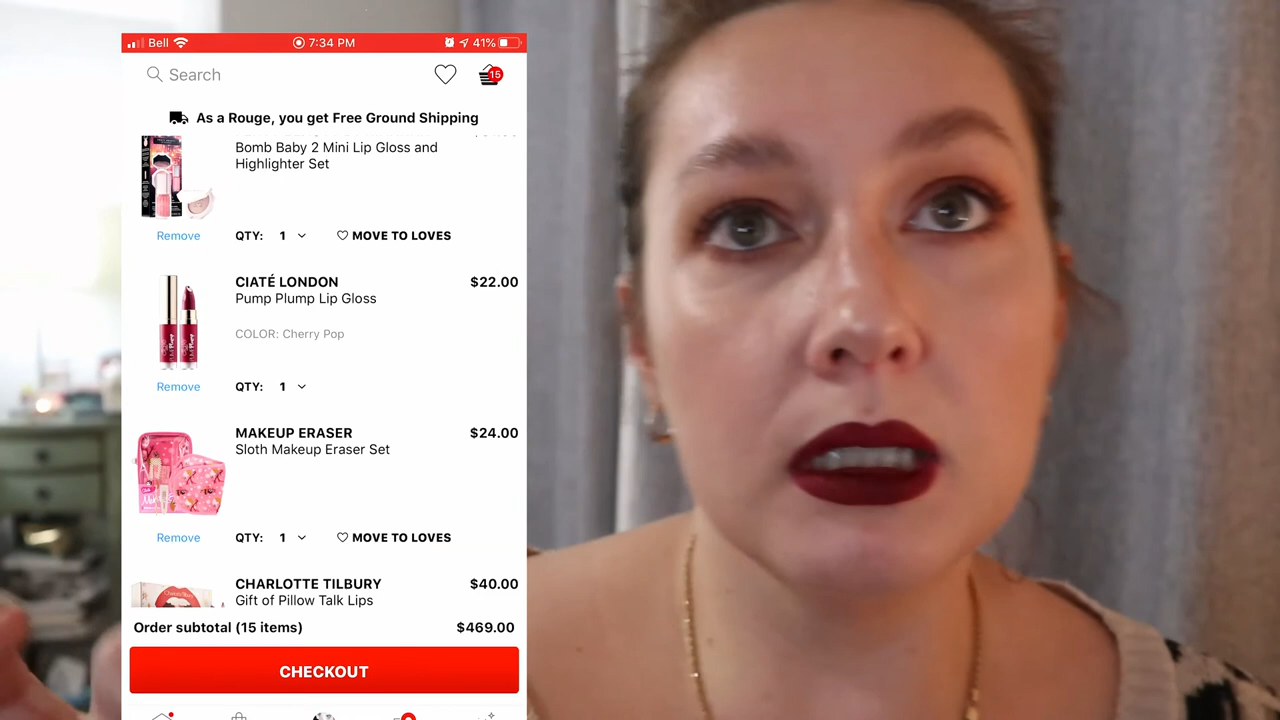 Bell
7:34 PM
41%
Search
15
As a Rouge, you get Free Ground Shipping
Bomb Baby 2 Mini Lip Gloss and
Highlighter Set
Remove
QTY: 1
MOVE TO LOVES
CIATÉ LONDON
$22.00
Pump Plump Lip Gloss
COLOR: Cherry Pop
Remove
QTY: 1
MAKEUP ERASER
$24.00
Sloth Makeup Eraser Set
Remove
QTY: 1
MOVE TO LOVES
CHARLOTTE TILBURY
$40.00
Gift of Pillow Talk Lips
Order subtotal (15 items)
$469.00
CHECKOUT